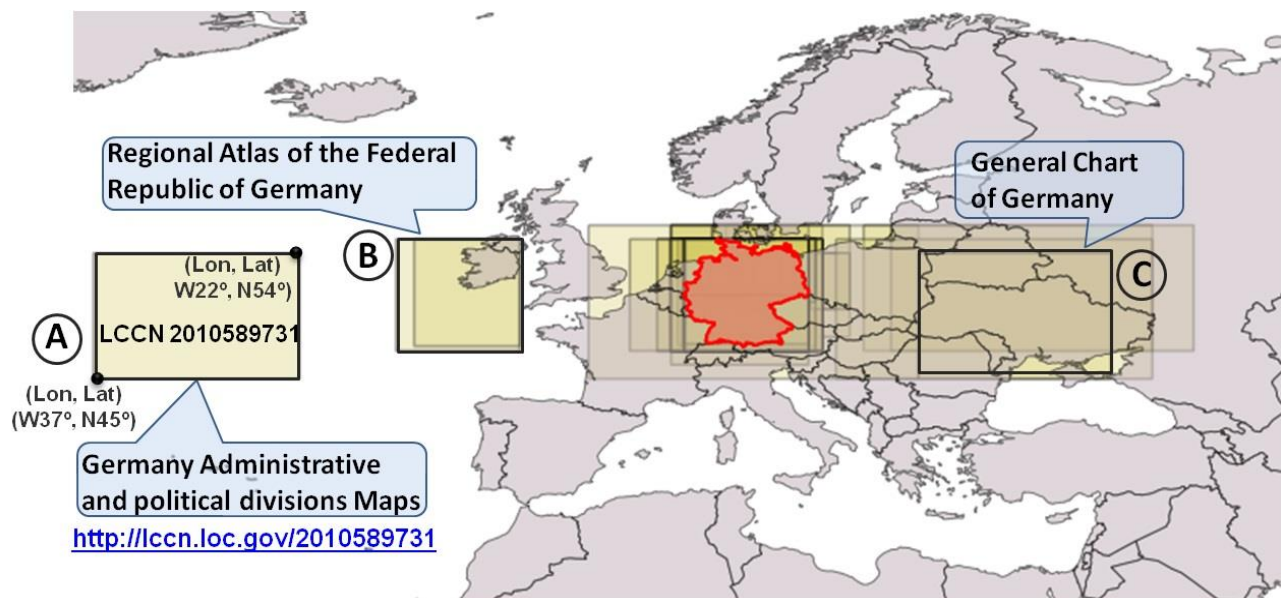 Regional Atlas of the Federal
Republic of Germany
General Chart
of Germany
B
C
(Lon, Lat)
W22º, N54º)
A
LCCN 2010589731
(Lon, Lat)
(W37º, N45º)
Germany Administrative
and political divisions Maps
http://lccn.loc.gov/2010589731